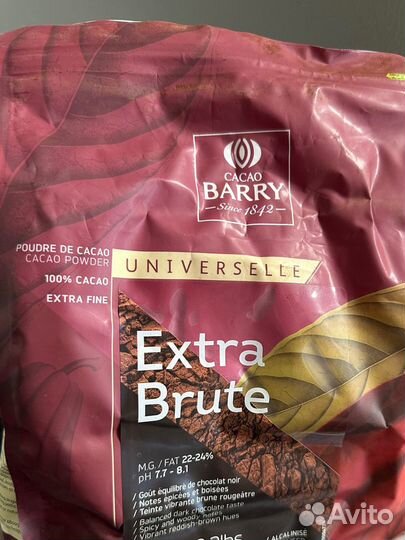 CACAO
BARRY
Since 1842
POUDRE DE CACAO
CACAO POWDER
100% CACAO
EXTRA FINE
UNIVERSELLE
Extra
Brute
M.G. / FAT 22-24%
pH 7.7 - 8.1
/ Goût équilibré de chocolat noir
/ Notes épicées et boisées
/ Teinte vibrante brune rougeâtre
/ Balanced dark chocolate taste
/ Spicy and woody notes
/ Vibrant reddish-brown hues
ALCALINISÉ
lbs
Avito